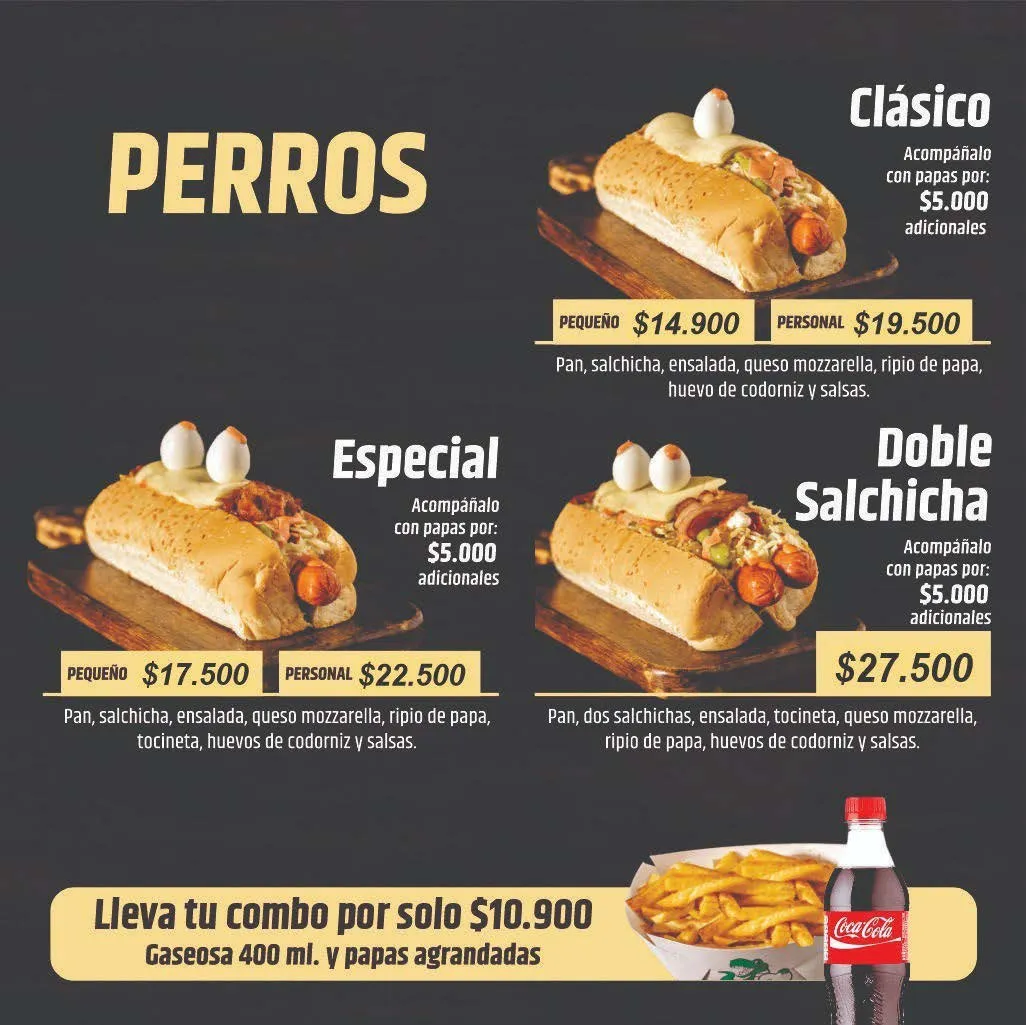 PERROS
Clásico
Acompáñalo
con papas por:
$5.000
adicionales
PEQUEÑO $14.900
PERSONAL $19.500
Pan, salchicha, ensalada, queso mozzarella, ripio de papa,
huevo de codorniz y salsas.
Especial
Acompáñalo
con papas por:
$5.000
adicionales
PEQUEÑO $17.500
PERSONAL $22.500
Pan, salchicha, ensalada, queso mozzarella, ripio de papa,
tocineta, huevos de codorniz y salsas.
Doble
Salchicha
Acompáñalo
con papas por:
$5.000
adicionales
$27.500
Pan, dos salchichas, ensalada, tocineta, queso mozzarella,
ripio de papa, huevos de codorniz y salsas.
Lleva tu combo por solo $10.900
Gaseosa 400 ml. y papas agrandadas
Coca-Cola